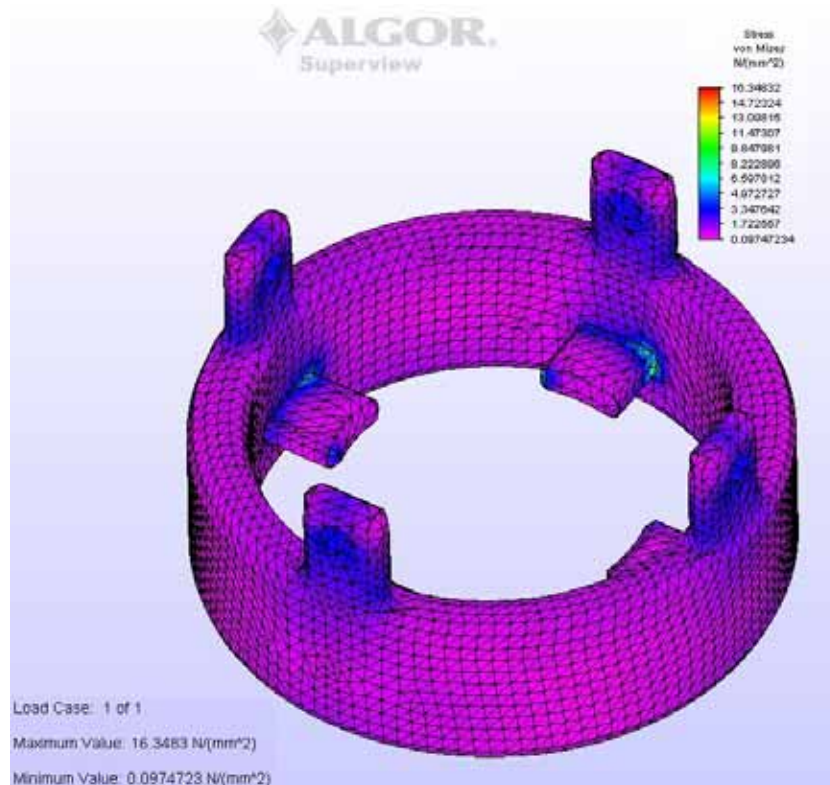 ALGOR.
Superview
Stress
von Mises
N/(mm^2)
16.34832
14.72324
13.09815
11.47307
9.847981
8.222896
6.597812
4.972727
3.347642
1.722557
0.09747234
Load Case: 1 of 1
Maximum Value: 16.3483 N/(mm^2)
Minimum Value: 0.0974723 N/(mm^2)